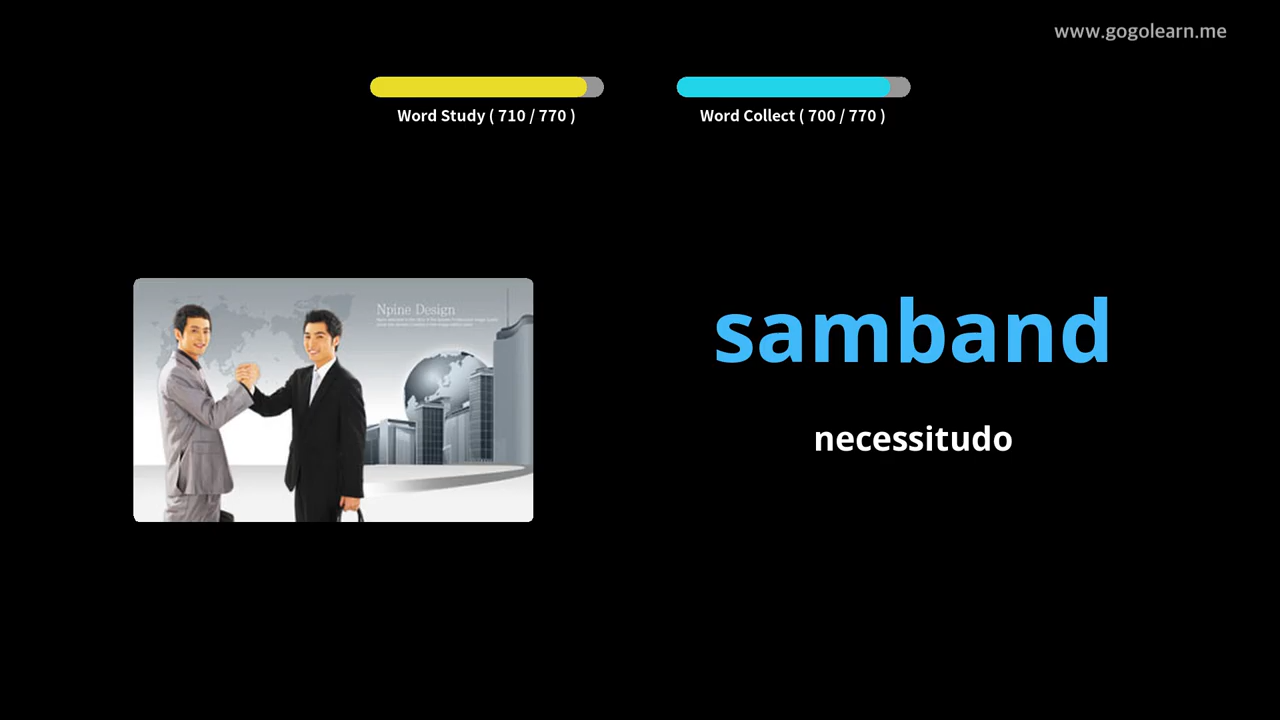 www.gogolearn.me
Word Study ( 710 / 770 )
Word Collect ( 700 / 770 )
Npine Design
samband
necessitudo